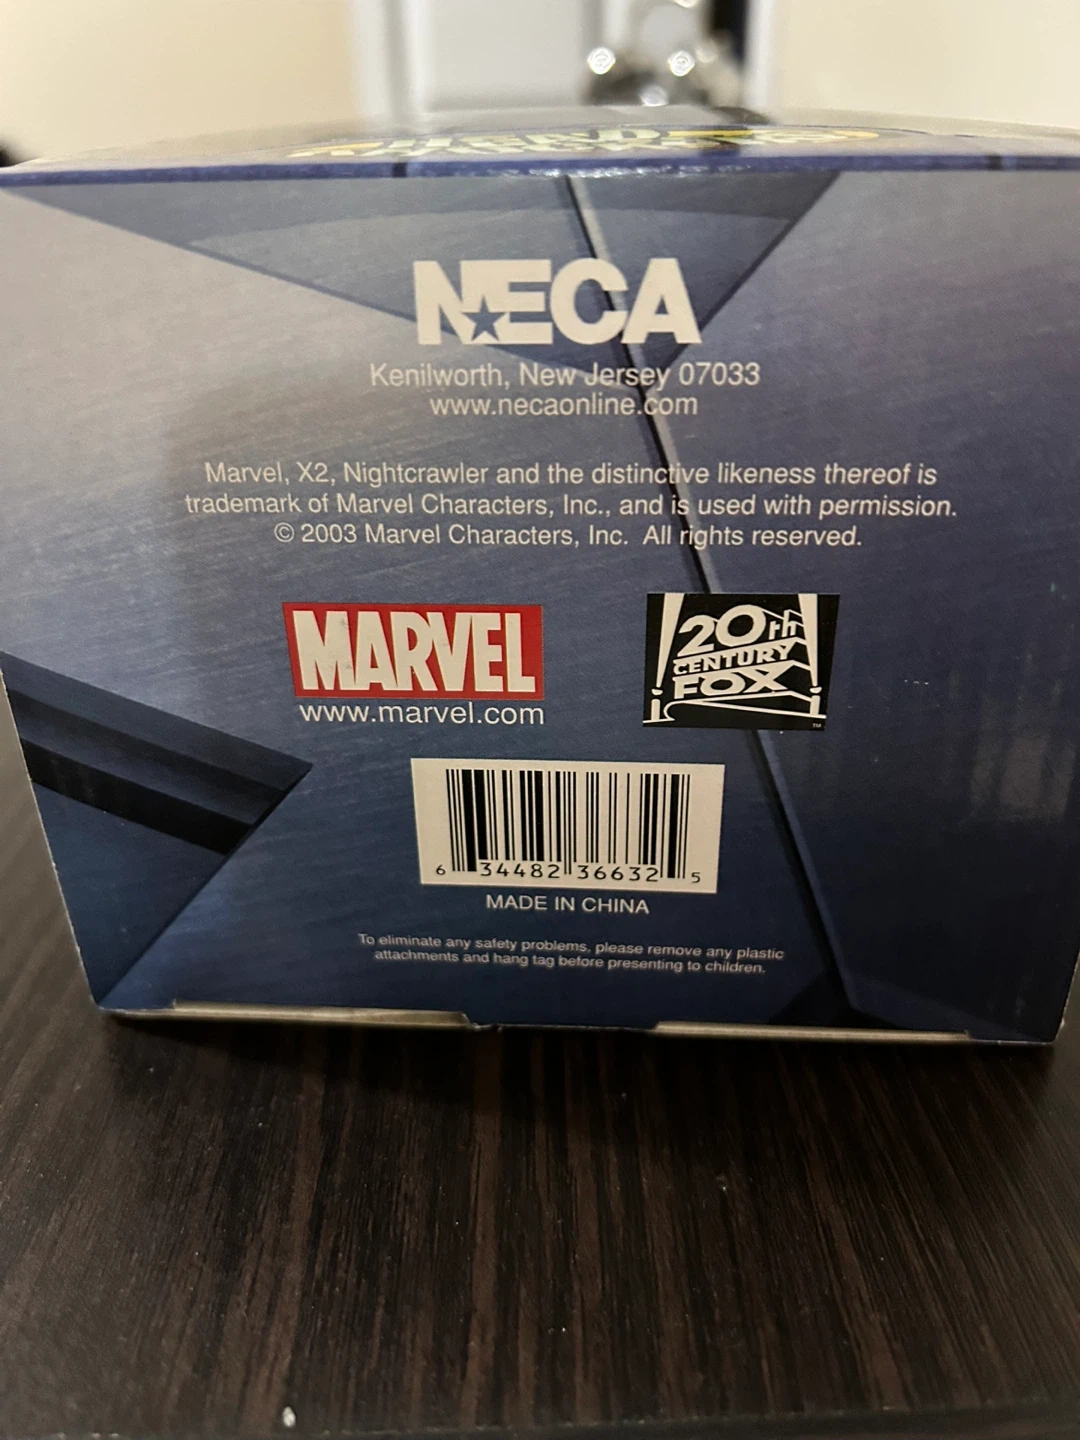 HEAD
KNOCKERS
NECA
Kenilworth, New Jersey 07033
www.necaonline.com
Marvel, X2, Nightcrawler and the distinctive likeness thereof is
trademark of Marvel Characters, Inc., and is used with permission.
© 2003 Marvel Characters, Inc. All rights reserved.
MARVEL
www.marvel.com
20th
CENTURY
FOX
TM
6 34482 36632 5
MADE IN CHINA
To eliminate any safety problems, please remove any plastic
attachments and hang tag before presenting to children.